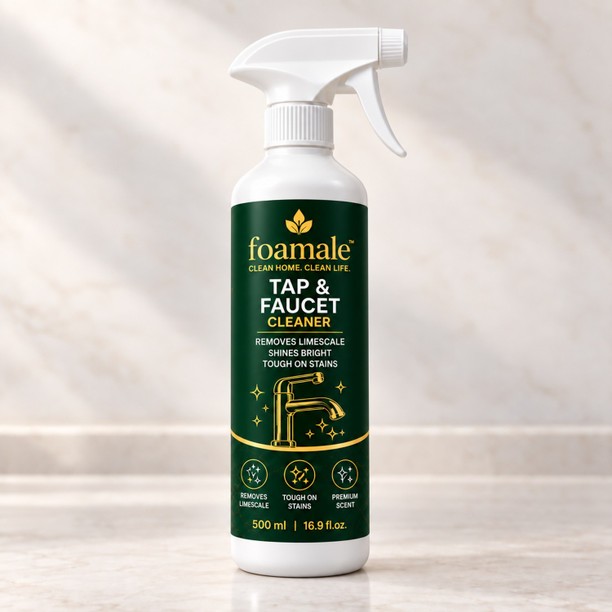 foamale™
CLEAN HOME. CLEAN LIFE.
TAP &
FAUCET
CLEANER
REMOVES LIMESCALE
SHINES BRIGHT
TOUGH ON STAINS
REMOVES
LIMESCALE
TOUGH ON
STAINS
PREMIUM
SCENT
500 ml | 16.9 fl.oz.